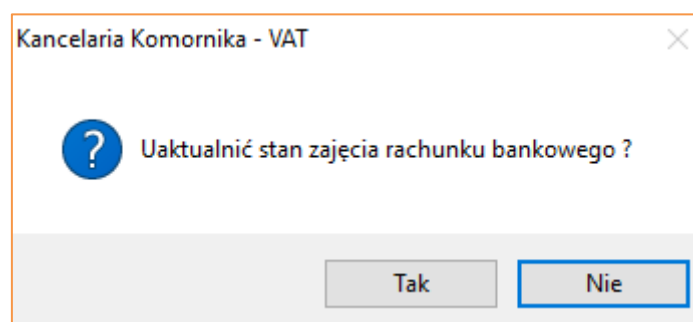 Kancelaria Komornika - VAT
Uaktualnić stan zajęcia rachunku bankowego ?
Tak Nie